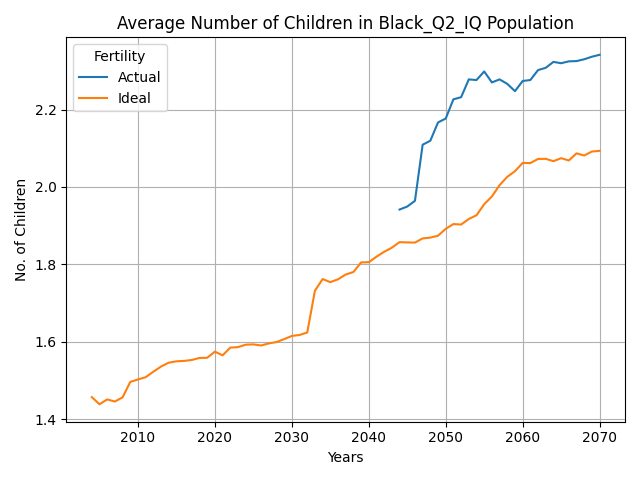 Average Number of Children in Black_Q2_IQ Population
Fertility
Actual
Ideal
No. of Children
2.2
2.0
1.8
1.6
1.4
2010 2020 2030 2040 2050 2060 2070
Years